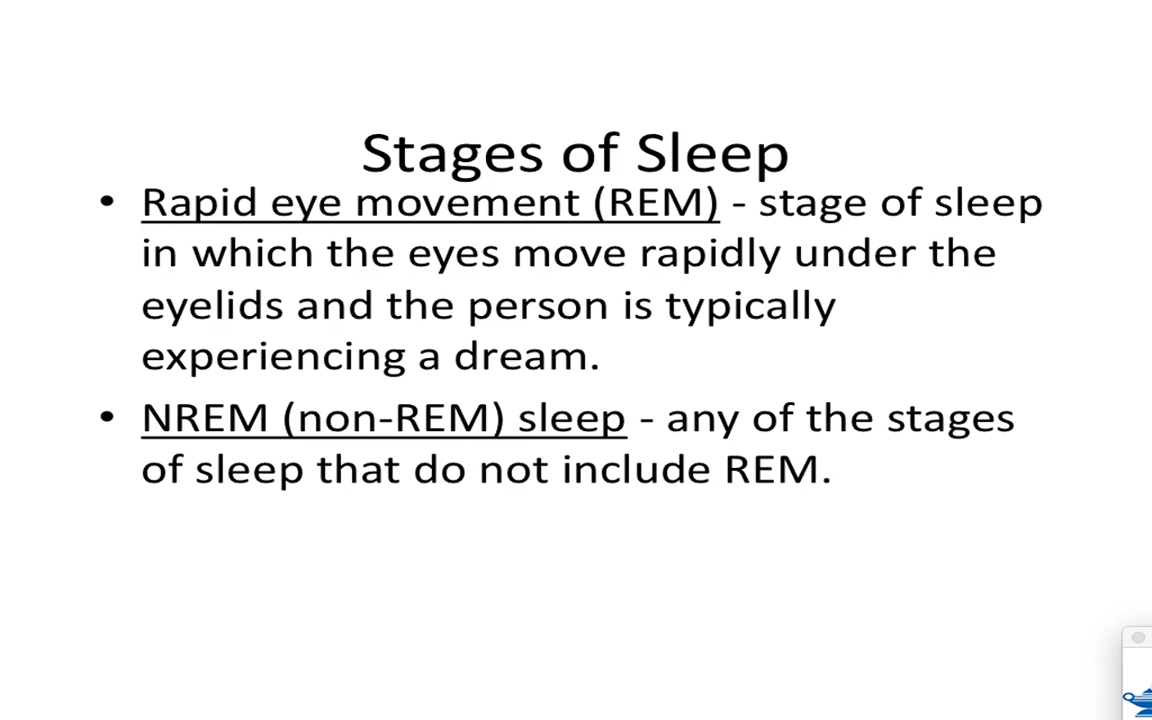 Stages of Sleep
• Rapid eye movement (REM) - stage of sleep
in which the eyes move rapidly under the
eyelids and the person is typically
experiencing a dream.
• NREM (non-REM) sleep - any of the stages
of sleep that do not include REM.